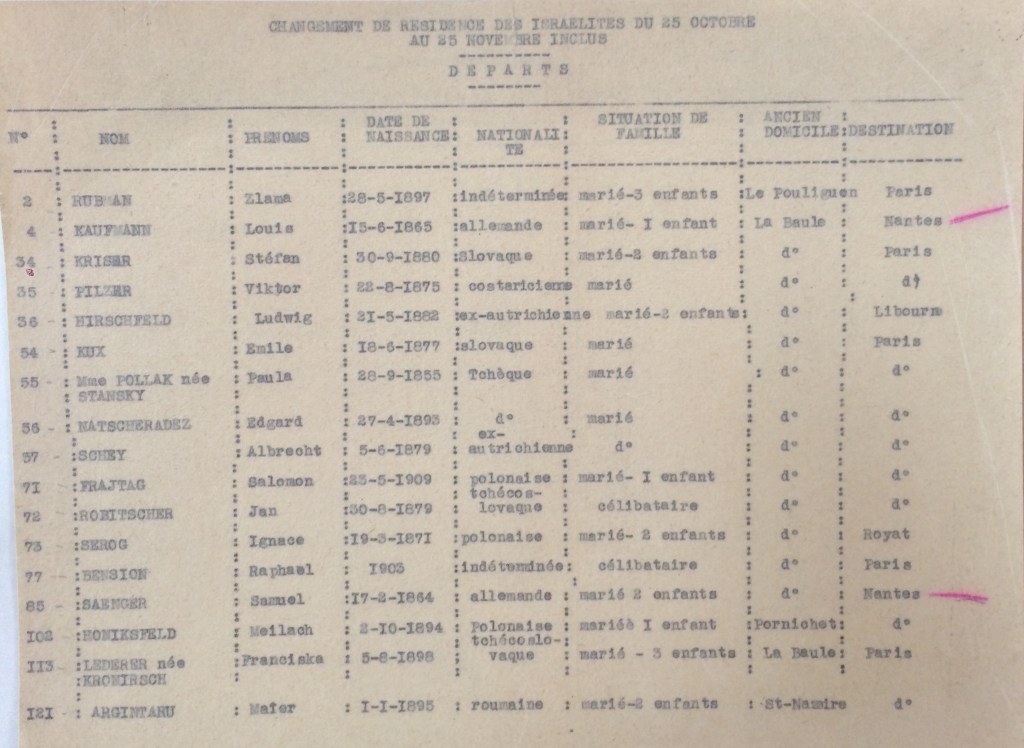 CHANGEMENT DE RESIDENCE DES ISRAELITES DU 25 OCTOBRE
AU 25 NOVEMBRE INCLUS
DEPARTS
N° NOM PRENOMS DATE DE NAISSANCE NATIONALITE SITUATION DE FAMILLE ANCIEN DOMICILE DESTINATION
2 RUBMAN Zlama 28-5-1897 indéterminée marié-3 enfants Le Pouliguen Paris
4 - KAUFMANN Louis 15-6-1865 allemande marié- I enfant La Baule Nantes
34 KRISER Stéfan 30-9-1880 Slovaque marié-2 enfants d° Paris
35 - PILZER Viktor 22-8-1875 costaricienne marié d° d°
36 - HIRSCHFELD Ludwig 21-5-1882 ex-autrichienne marié-2 enfants d° Libourne
54 - KUX Emile 18-6-1877 slovaque marié d° Paris
55 - Mme POLLAK née Paula 28-9-1855 Tchèque marié d° d°
STANSKY
56 - NATSCHERADEZ Edgard 27-4-1893 d° marié d° d°
ex-
57 - SCHEY Albrecht 5-6-1879 autrichienne d° d° d°
71 - FRAJTAG Salomon 23-5-1909 polonaise marié- I enfant d° d°
tchécos-
72 - ROKITSCHER Jan 30-8-1879 lovaque célibataire d° d°
73 - SEROG Ignace 19-3-1871 polonaise marié- 2 enfants d° Royat
77 - BENSION Raphael 1903 indéterminée célibataire d° Paris
85 - SAENGER Samuel 17-2-1864 allemande marié 2 enfants d° Nantes
102 - HONIKSFELD Meilach 2-10-1894 Polonaise mariéè I enfant Pornichet d°
tchécoslo-
113 - LEDERER née Franciska 5-8-1898 vaque marié - 3 enfants La Baule Paris
KROMIRSCH
121 - ARGINTARU Maïer I-I-1895 roumaine marié-2 enfants St-Nazaire d°